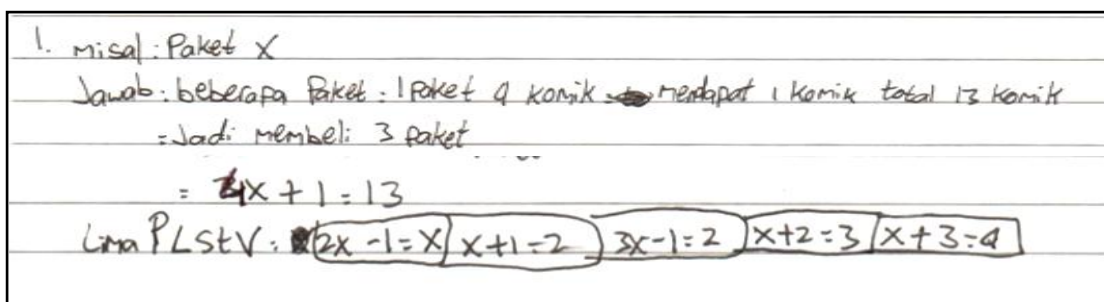 1. misal : Paket X
Jawab : beberapa Paket : 1 Paket 4 komik mendapat 1 komik total 13 komik
= Jadi membeli 3 paket
= 4x + 1 = 13
Lima PLStV : 2x - 1 = x x + 1 = 2 3x - 1 = 2 x + 2 = 3 x + 3 = 4